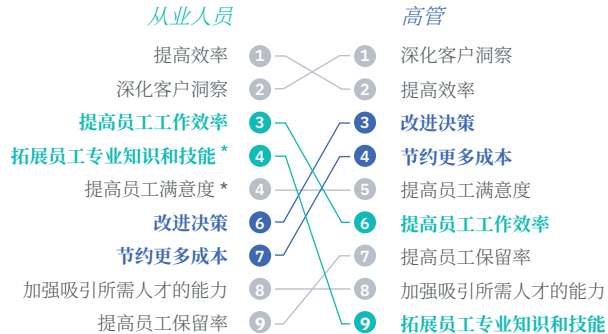 从业人员 高管
提高效率 1 1 深化客户洞察
深化客户洞察 2 2 提高效率
提高员工工作效率 3 3 改进决策
拓展员工专业知识和技能 * 4 4 节约更多成本
提高员工满意度 * 4 5 提高员工满意度
改进决策 6 6 提高员工工作效率
节约更多成本 7 7 提高员工保留率
加强吸引所需人才的能力 8 8 加强吸引所需人才的能力
提高员工保留率 9 9 拓展员工专业知识和技能